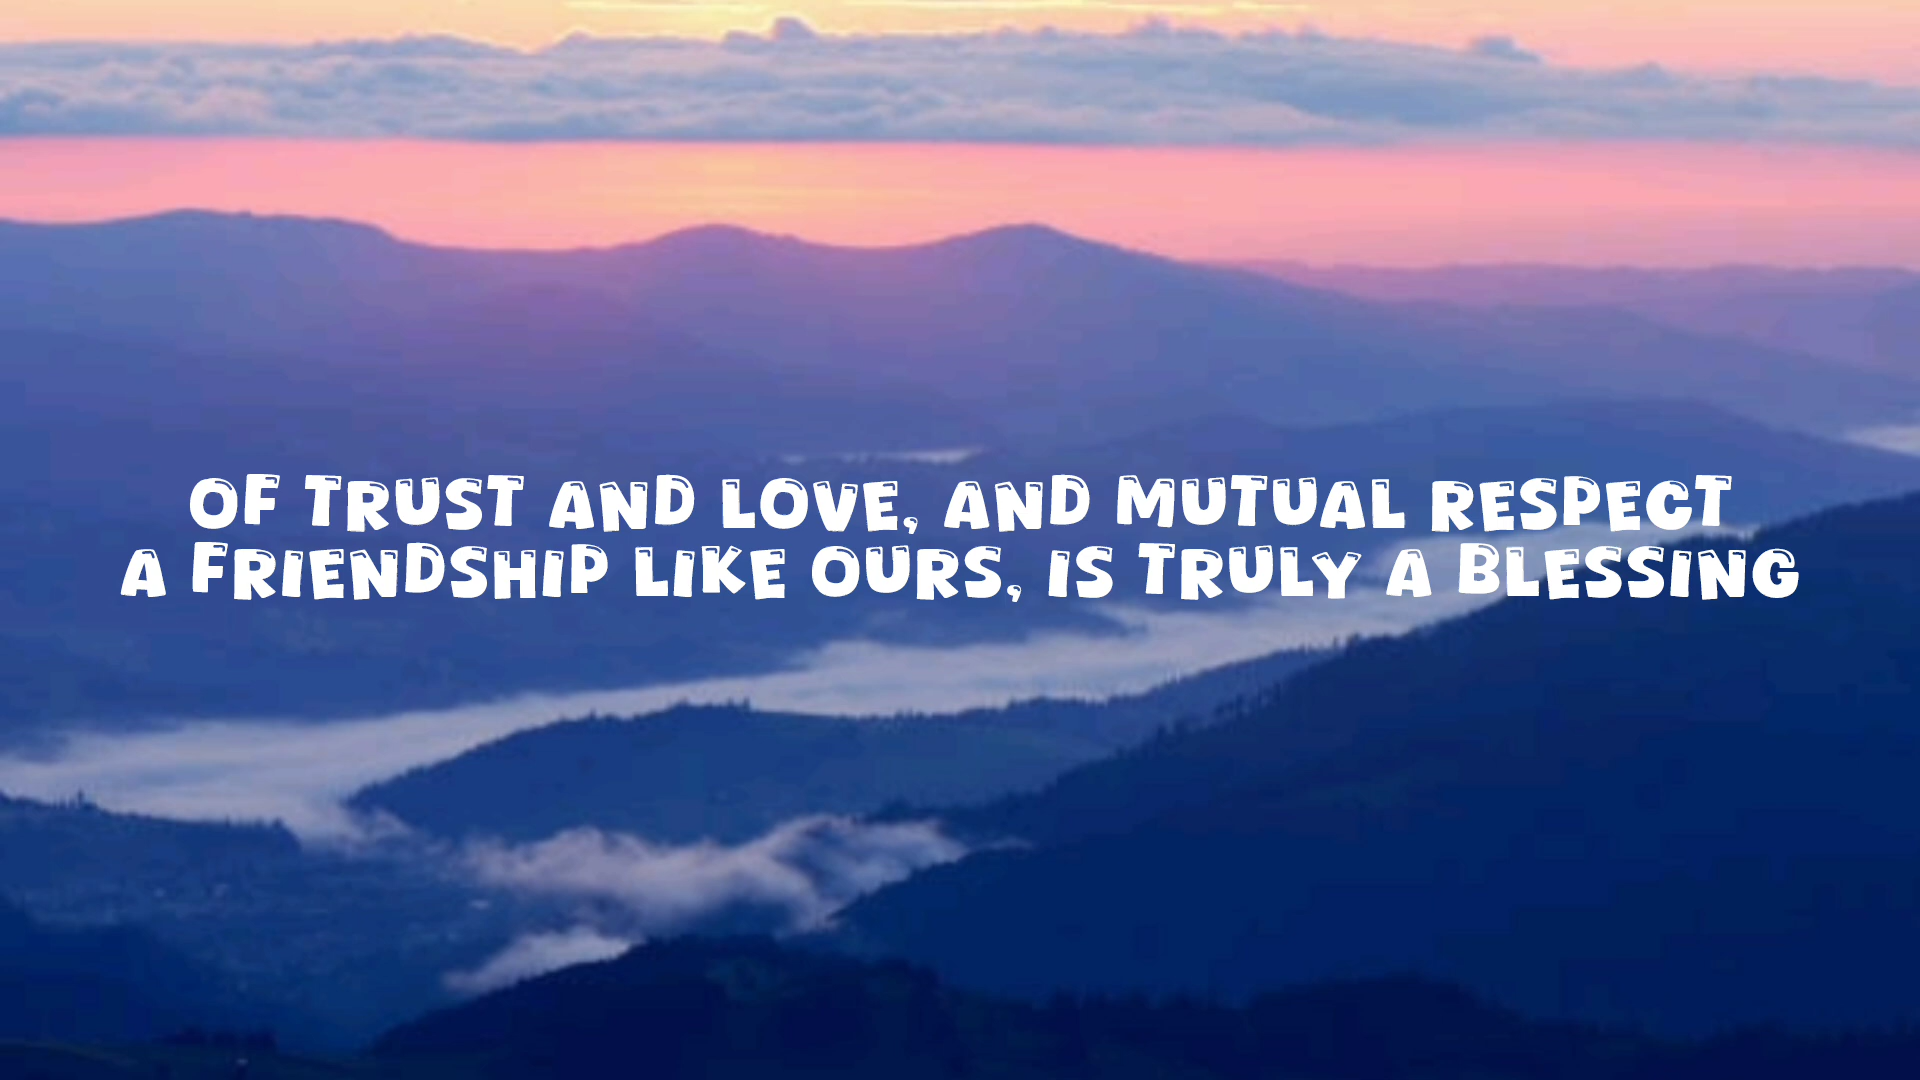 OF TRUST AND LOVE, AND MUTUAL RESPECT
A FRIENDSHIP LIKE OURS, IS TRULY A BLESSING